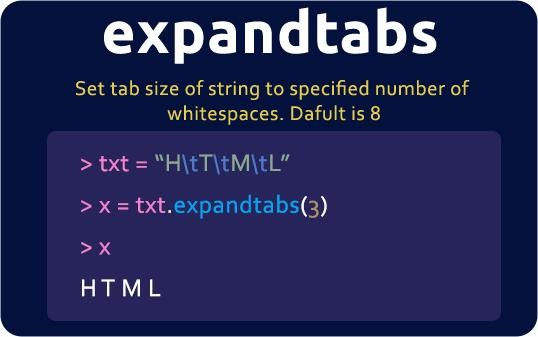 expandtabs
Set tab size of string to specified number of
whitespaces. Dafult is 8
> txt = “H\tT\tM\tL”
> x = txt.expandtabs(3)
> x
H T M L